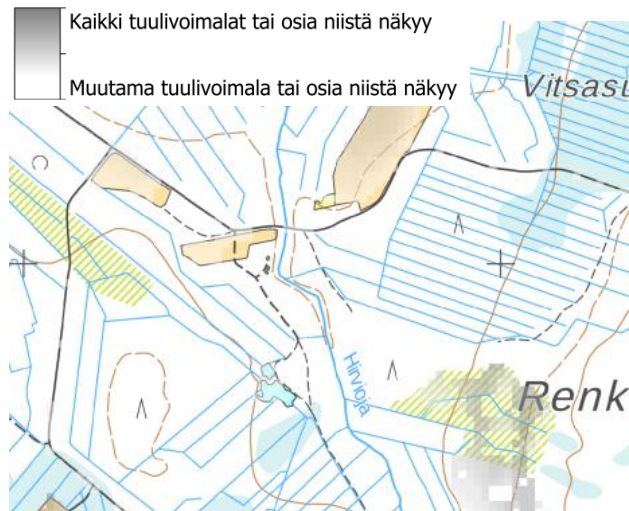 Kaikki tuulivoimalat tai osia niistä näkyy
Muutama tuulivoimala tai osia niistä näkyy
Vitsasu
Hirvioja
Renk